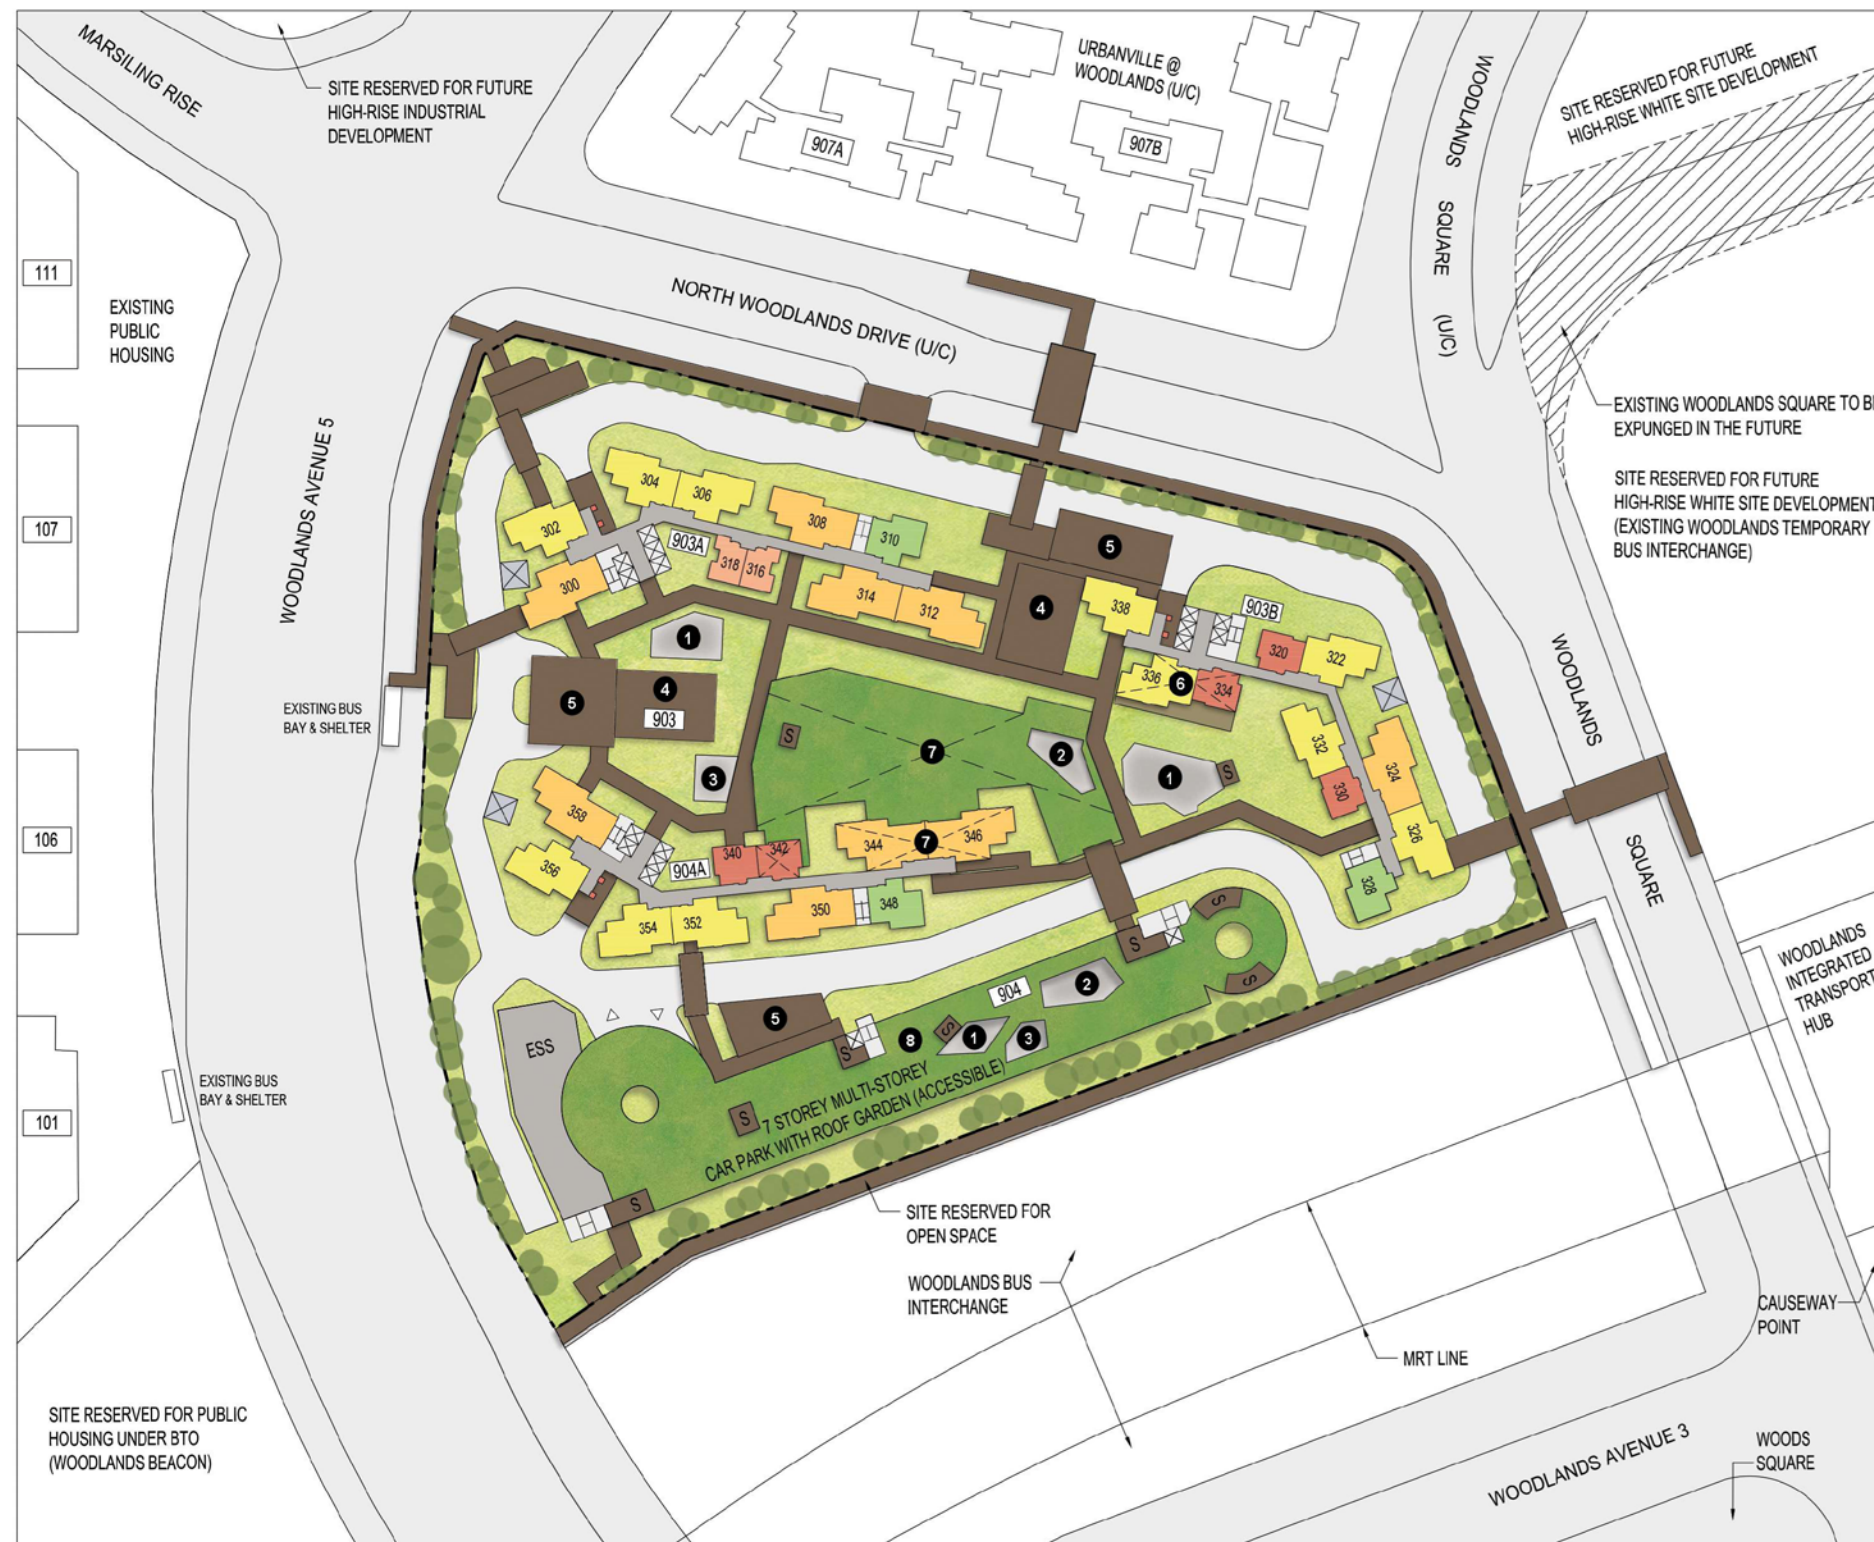 MARSILING RISE
SITE RESERVED FOR FUTURE
HIGH-RISE INDUSTRIAL
DEVELOPMENT
URBANVILLE @
WOODLANDS (U/C)
907A
907B
WOODLANDS SQUARE (U/C)
SITE RESERVED FOR FUTURE
HIGH-RISE WHITE SITE DEVELOPMENT
111
EXISTING
PUBLIC
HOUSING
NORTH WOODLANDS DRIVE (U/C)
EXISTING WOODLANDS SQUARE TO B
EXPUNGED IN THE FUTURE
SITE RESERVED FOR FUTURE
HIGH-RISE WHITE SITE DEVELOPMENT
(EXISTING WOODLANDS TEMPORARY
BUS INTERCHANGE)
107
WOODLANDS AVENUE 5
304
306
302
308
310
903A
318
316
300
314
312
5
4
338
903B
320
322
336
6
334
1
4
903
5
EXISTING BUS
BAY & SHELTER
S
7
2
1
S
3
332
324
330
326
328
WOODLANDS
SQUARE
106
358
356
904A
340
342
344
7
346
354
352
350
348
S
S
S
904
2
5
S
8
S
1
3
ESS
S
7 STOREY MULTI-STOREY
CAR PARK WITH ROOF GARDEN (ACCESSIBLE)
S
WOODLANDS
INTEGRATED
TRANSPORT
HUB
EXISTING BUS
BAY & SHELTER
101
SITE RESERVED FOR
OPEN SPACE
WOODLANDS BUS
INTERCHANGE
MRT LINE
CAUSEWAY
POINT
SITE RESERVED FOR PUBLIC
HOUSING UNDER BTO
(WOODLANDS BEACON)
WOODLANDS AVENUE 3
WOODS
SQUARE